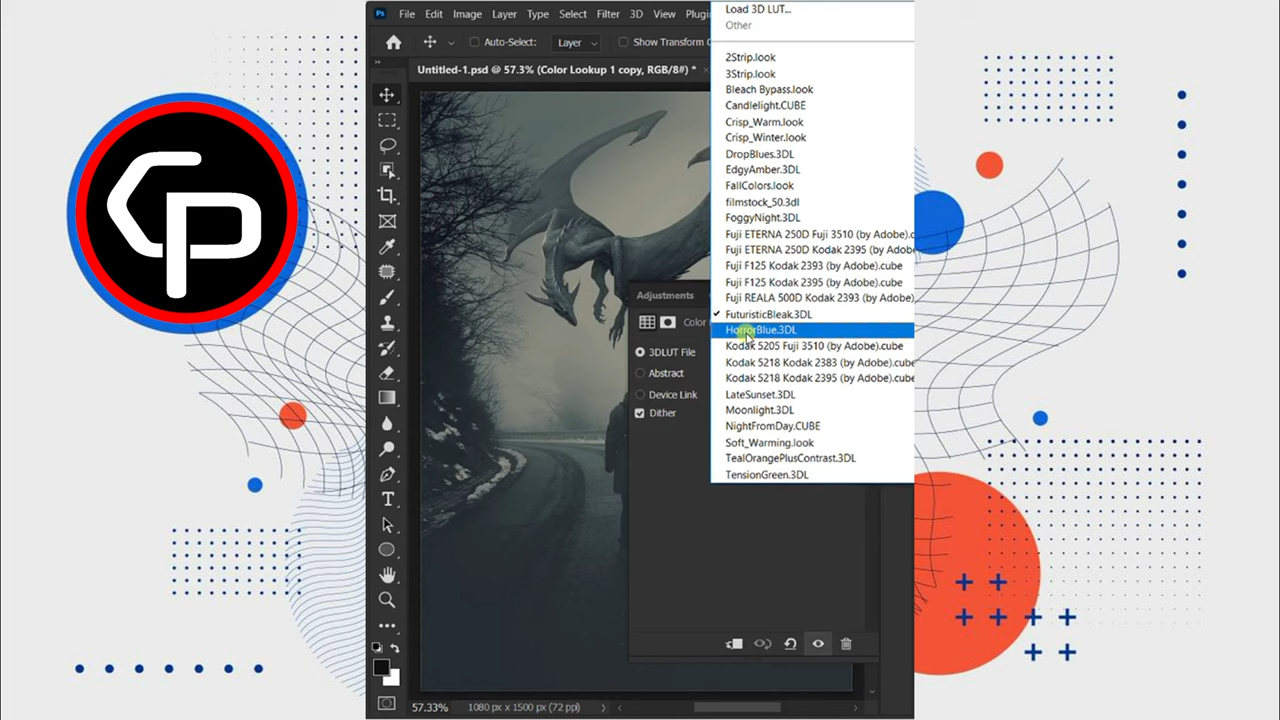 CP
Ps File Edit Image Layer Type Select Filter 3D View Plugin
Auto-Select: Layer Show Transform C
Untitled-1.psd @ 57.3% (Color Lookup 1 copy, RGB/8#) *
Load 3D LUT...
Other
2Strip.look
3Strip.look
Bleach Bypass.look
Candlelight.CUBE
Crisp_Warm.look
Crisp_Winter.look
DropBlues.3DL
EdgyAmber.3DL
FallColors.look
filmstock_50.3dl
FoggyNight.3DL
Fuji ETERNA 250D Fuji 3510 (by Adobe).c
Fuji ETERNA 250D Kodak 2395 (by Adobe
Fuji F125 Kodak 2393 (by Adobe).cube
Fuji F125 Kodak 2395 (by Adobe).cube
Fuji REALA 500D Kodak 2393 (by Adobe)
FuturisticBleak.3DL
HorrorBlue.3DL
Kodak 5205 Fuji 3510 (by Adobe).cube
Kodak 5218 Kodak 2383 (by Adobe).cube
Kodak 5218 Kodak 2395 (by Adobe).cube
LateSunset.3DL
Moonlight.3DL
NightFromDay.CUBE
Soft_Warming.look
TealOrangePlusContrast.3DL
TensionGreen.3DL
Adjustments
Color
3DLUT File
Abstract
Device Link
Dither
57.33% 1080 px x 1500 px (72 ppi)